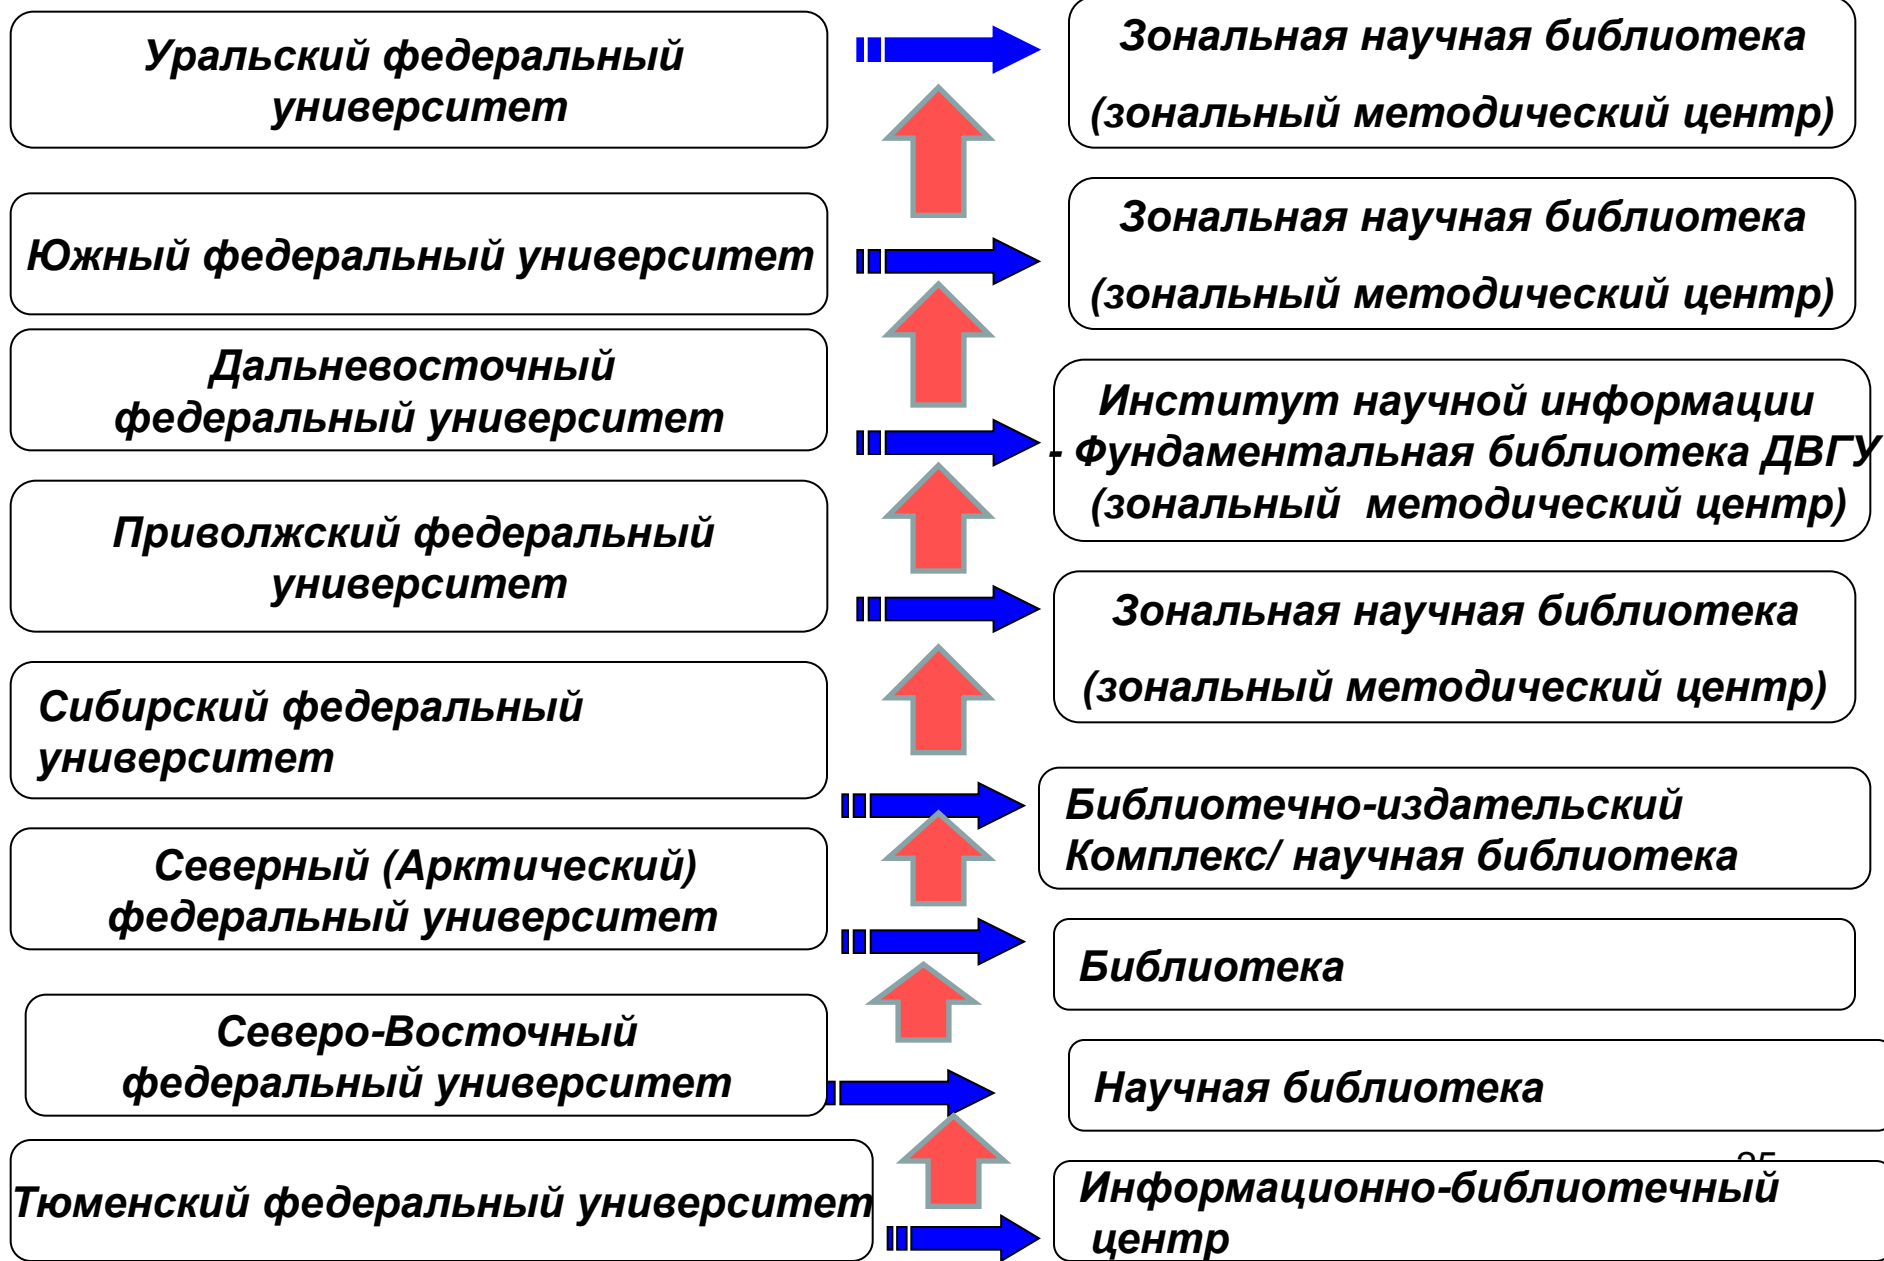 Уральский федеральный
университет
Зональная научная библиотека
(зональный методический центр)
Южный федеральный университет
Зональная научная библиотека
(зональный методический центр)
Дальневосточный
федеральный университет
Институт научной информации
- Фундаментальная библиотека ДВГУ
(зональный методический центр)
Приволжский федеральный
университет
Зональная научная библиотека
(зональный методический центр)
Сибирский федеральный
университет
Библиотечно-издательский
Комплекс/ научная библиотека
Северный (Арктический)
федеральный университет
Библиотека
Северо-Восточный
федеральный университет
Научная библиотека
Тюменский федеральный университет
Информационно-библиотечный
центр